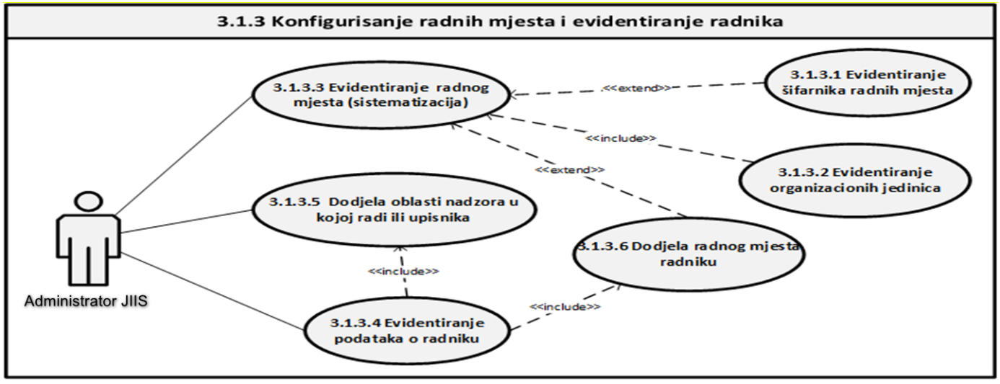 3.1.3 Konfigurisanje radnih mjesta i evidentiranje radnika
3.1.3.3 Evidentiranje radnog
mjesta (sistematizacija)
<<extend>>
3.1.3.1 Evidentiranje
šifarnika radnih mjesta
<<include>>
3.1.3.2 Evidentiranje
organizacionih jedinica
<<extend>>
3.1.3.5 Dodjela oblasti nadzora u
kojoj radi ili upisnika
3.1.3.6 Dodjela radnog mjesta
radniku
<<include>>
Administrator JIIS
<<include>>
3.1.3.4 Evidentiranje
podataka o radniku